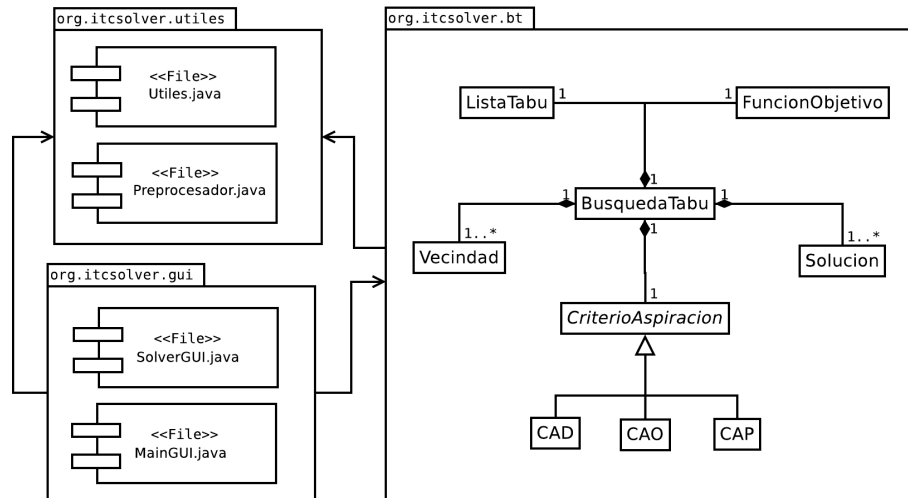 org.itcsolver.utiles
<<File>>
Utiles.java
<<File>>
Preprocesador.java
org.itcsolver.gui
<<File>>
SolverGUI.java
<<File>>
MainGUI.java
org.itcsolver.bt
ListaTabu
1
1
FuncionObjetivo
1
1
BusquedaTabu
1
1
1..*
1..*
Vecindad
Solucion
1
CriterioAspiracion
CAD
CAO
CAP